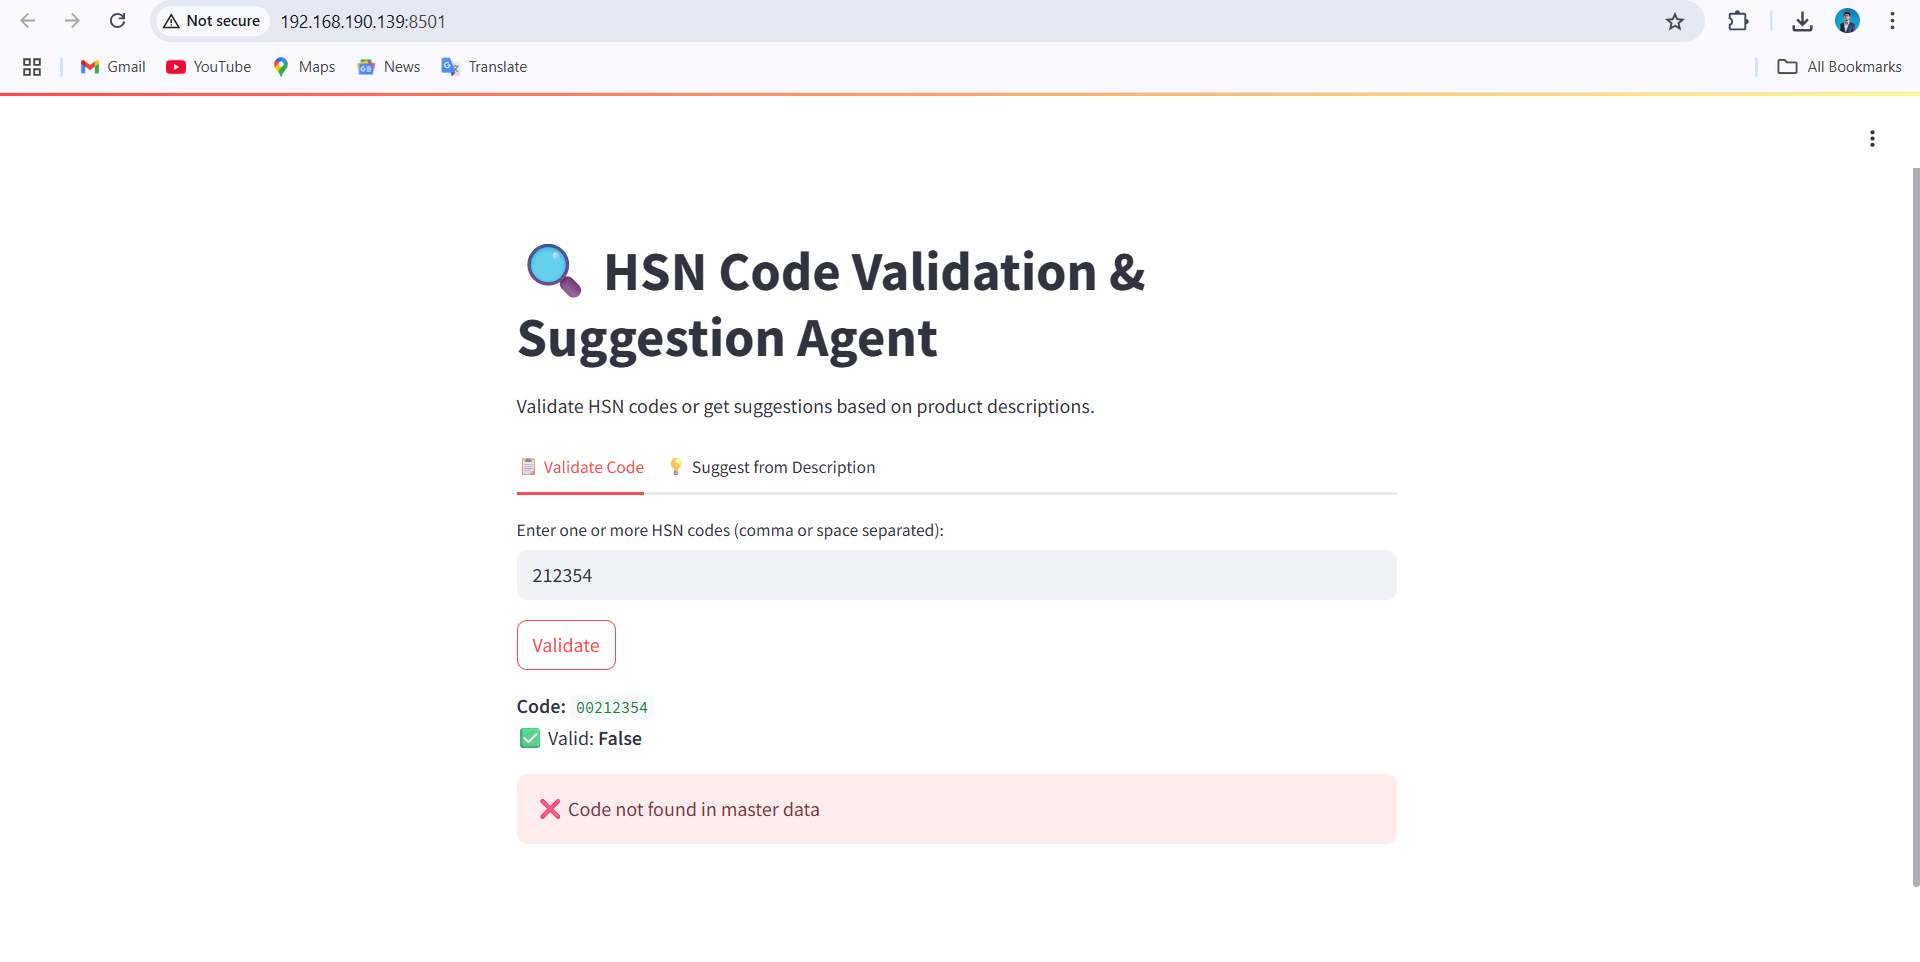 Not secure 192.168.190.139:8501
Gmail YouTube Maps News Translate All Bookmarks
🔍 HSN Code Validation &
Suggestion Agent
Validate HSN codes or get suggestions based on product descriptions.
📋 Validate Code 💡 Suggest from Description
Enter one or more HSN codes (comma or space separated):
212354
Validate
Code: 00212354
✅ Valid: False
❌ Code not found in master data